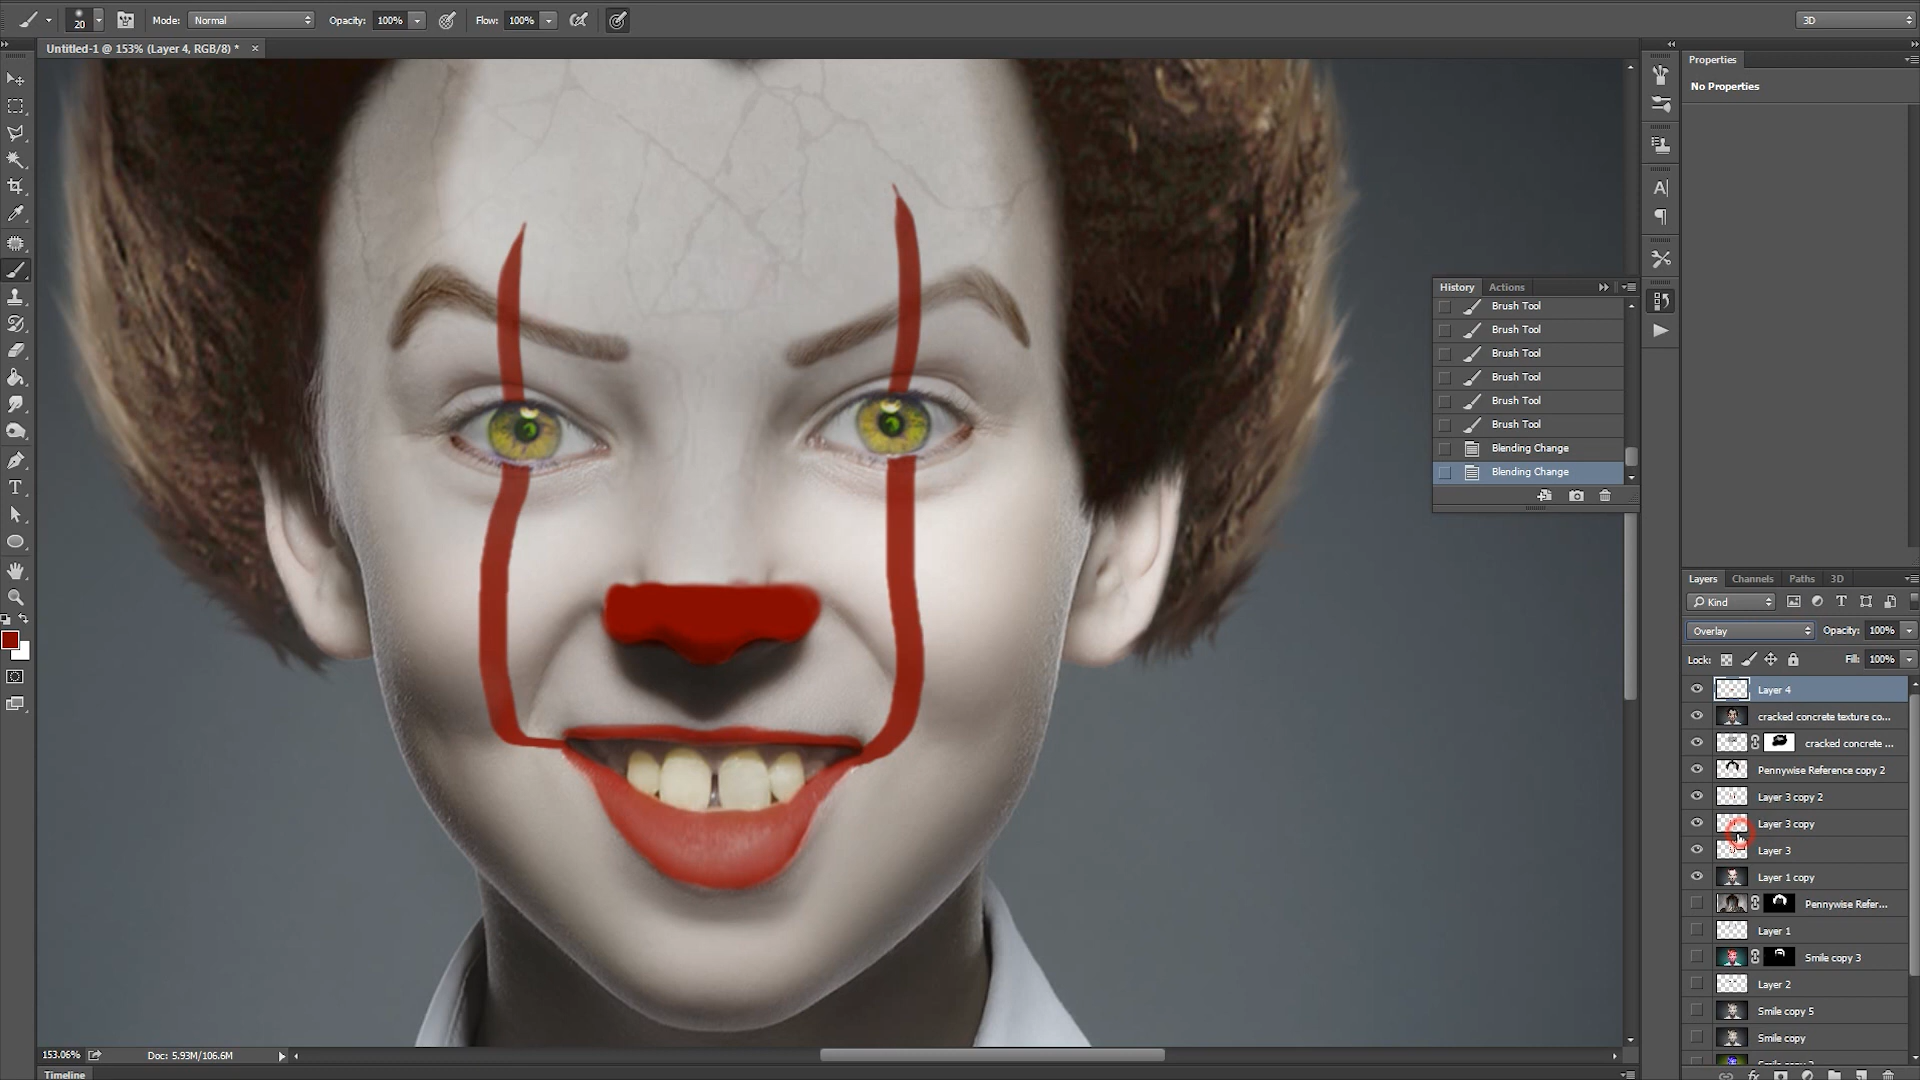 20
Mode:
Normal
Opacity:
100%
Flow:
100%
3D
Untitled-1 @ 153% (Layer 4, RGB/8) *
Properties
No Properties
History
Actions
Brush Tool
Brush Tool
Brush Tool
Brush Tool
Brush Tool
Brush Tool
Blending Change
Blending Change
Layers
Channels
Paths
3D
Kind
Overlay
Opacity:
100%
Lock:
Fill:
100%
Layer 4
cracked concrete texture co...
cracked concrete ...
Pennywise Reference copy 2
Layer 3 copy 2
Layer 3 copy
Layer 3
Layer 1 copy
Pennywise Refer...
Layer 1
Smile copy 3
Layer 2
Smile copy 5
Smile copy
153.06%
Doc: 5.93M/106.6M
Timeline